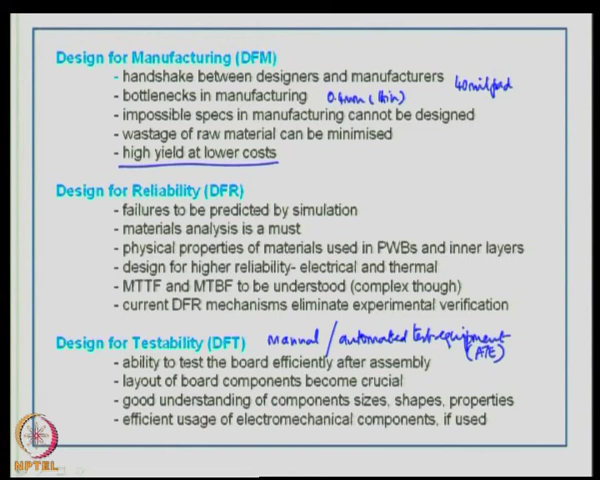 Design for Manufacturing (DFM)
- handshake between designers and manufacturers 40 mil pad
- bottlenecks in manufacturing 0.4mm (thin)
- impossible specs in manufacturing cannot be designed
- wastage of raw material can be minimised
- high yield at lower costs
Design for Reliability (DFR)
- failures to be predicted by simulation
- materials analysis is a must
- physical properties of materials used in PWBs and inner layers
- design for higher reliability- electrical and thermal
- MTTF and MTBF to be understood (complex though)
- current DFR mechanisms eliminate experimental verification
Design for Testability (DFT) Manual / automated test equipment
(ATE)
- ability to test the board efficiently after assembly
- layout of board components become crucial
- good understanding of components sizes, shapes, properties
- efficient usage of electromechanical components, if used
NPTEL